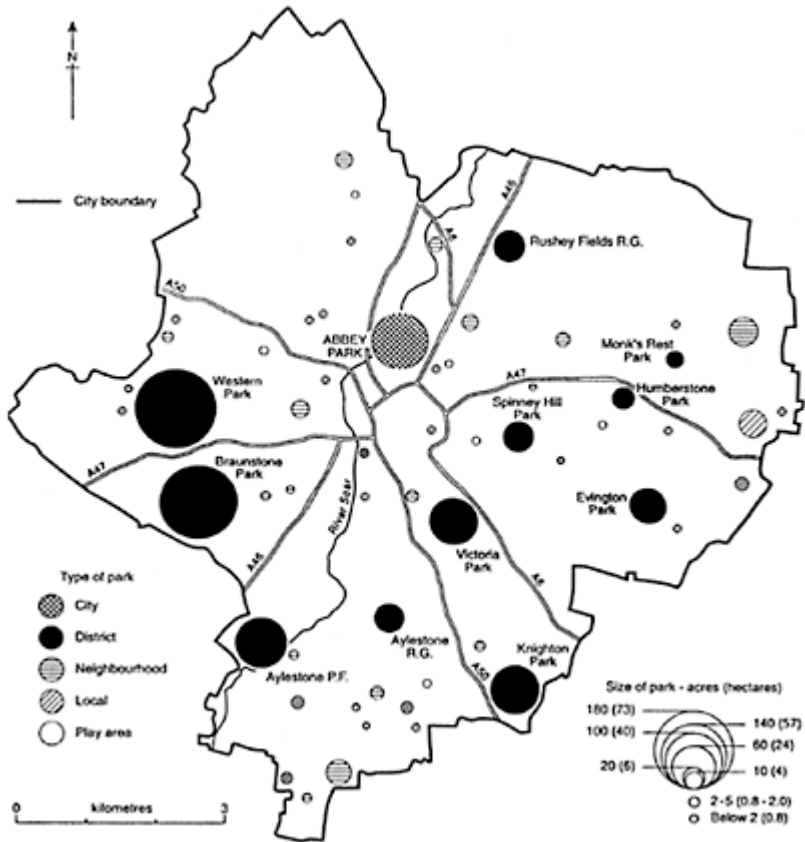 N
City boundary
A46
A6
Rushey Fields R.G.
A50
ABBEY
PARK
Monk's Rest
Park
A47
Western
Park
Humberstone
Park
Spinney Hill
Park
Braunstone
Park
A47
River Soar
Evington
Park
Victoria
Park
A46
A6
Type of park
City
District
Neighbourhood
Local
Play area
Aylestone
R.G.
Aylestone P.F.
Knighton
Park
A50
Size of park - acres (hectares)
180 (73)
140 (57)
100 (40)
60 (24)
20 (6)
10 (4)
2-5 (0.8 - 2.0)
Below 2 (0.8)
0 kilometres 3